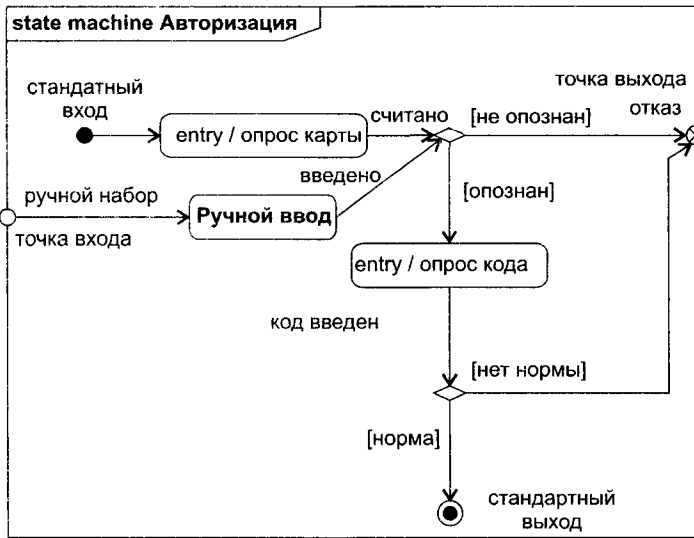 state machine Авторизация
стандатный
вход
точка выхода
отказ
считано
[не опознан]
entry / опрос карты
введено
ручной набор
[опознан]
Ручной ввод
точка входа
entry / опрос кода
код введен
[нет нормы]
[норма]
стандартный
выход